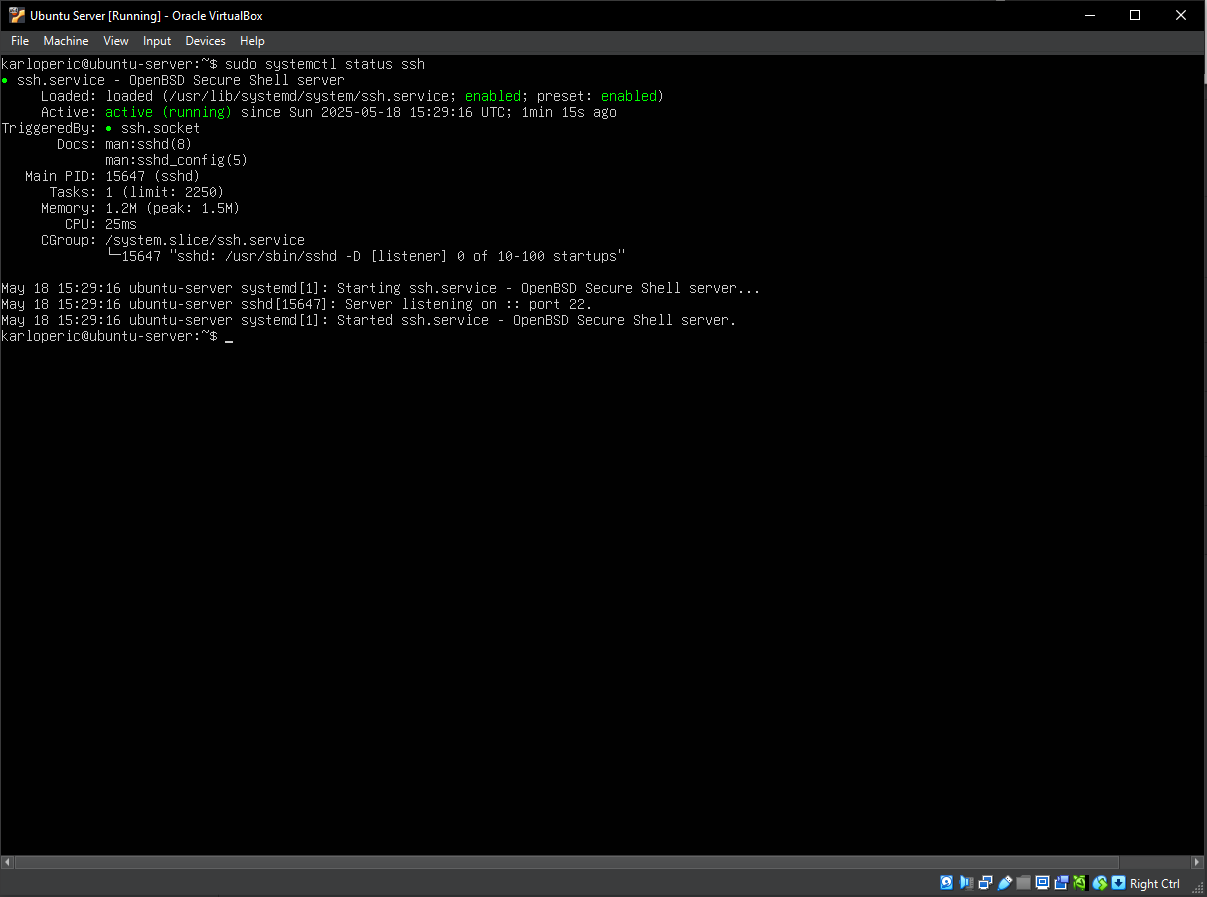 Ubuntu Server [Running] - Oracle VirtualBox
File Machine View Input Devices Help
karloperic@ubuntu-server:~$ sudo systemctl status ssh
● ssh.service - OpenBSD Secure Shell server
Loaded: loaded (/usr/lib/systemd/system/ssh.service; enabled; preset: enabled)
Active: active (running) since Sun 2025-05-18 15:29:16 UTC; 1min 15s ago
TriggeredBy: ● ssh.socket
Docs: man:sshd(8)
man:sshd_config(5)
Main PID: 15647 (sshd)
Tasks: 1 (limit: 2250)
Memory: 1.2M (peak: 1.5M)
CPU: 25ms
CGroup: /system.slice/ssh.service
└─15647 "sshd: /usr/sbin/sshd -D [listener] 0 of 10-100 startups"
May 18 15:29:16 ubuntu-server systemd[1]: Starting ssh.service - OpenBSD Secure Shell server...
May 18 15:29:16 ubuntu-server sshd[15647]: Server listening on :: port 22.
May 18 15:29:16 ubuntu-server systemd[1]: Started ssh.service - OpenBSD Secure Shell server.
karloperic@ubuntu-server:~$ _
Right Ctrl